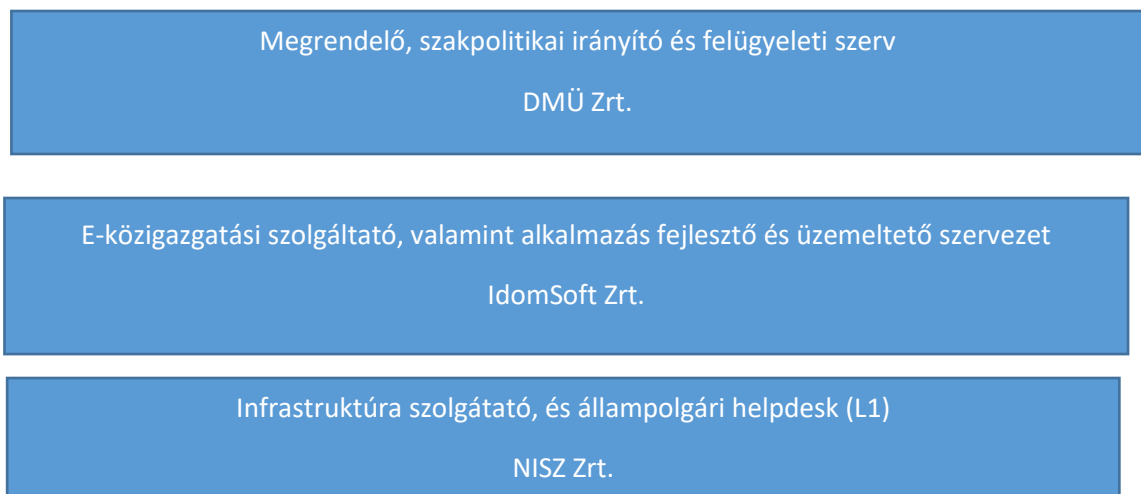 Megrendelő, szakpolitikai irányító és felügyeleti szerv
DMÜ Zrt.
E-közigazgatási szolgáltató, valamint alkalmazás fejlesztő és üzemeltető szervezet
IdomSoft Zrt.
Infrastruktúra szolgátató, és állampolgári helpdesk (L1)
NISZ Zrt.